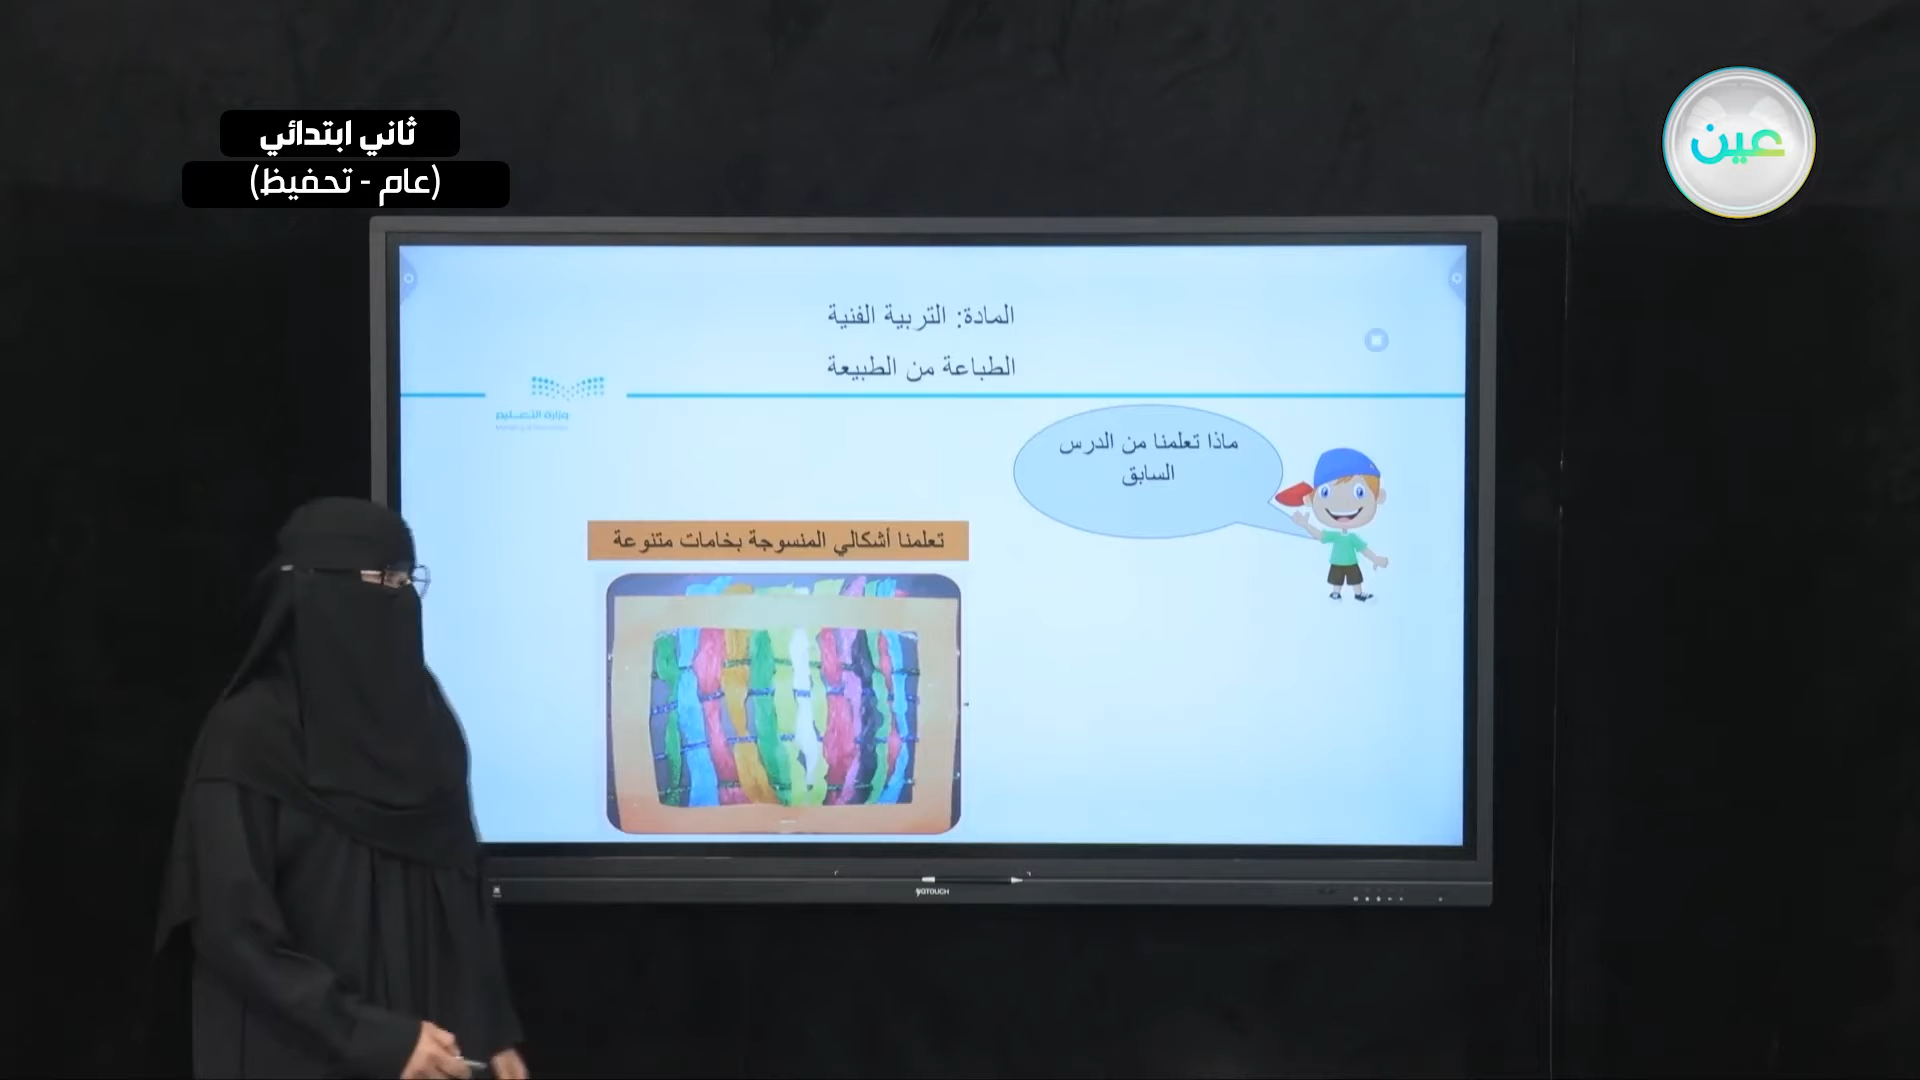 ثاني ابتدائي
(عام - تحفيظ)
عين
المادة: التربية الفنية
الطباعة من الطبيعة
وزارة التعليم
ماذا تعلمنا من الدرس
السابق
تعلمنا أشكالي المنسوجة بخامات متنوعة